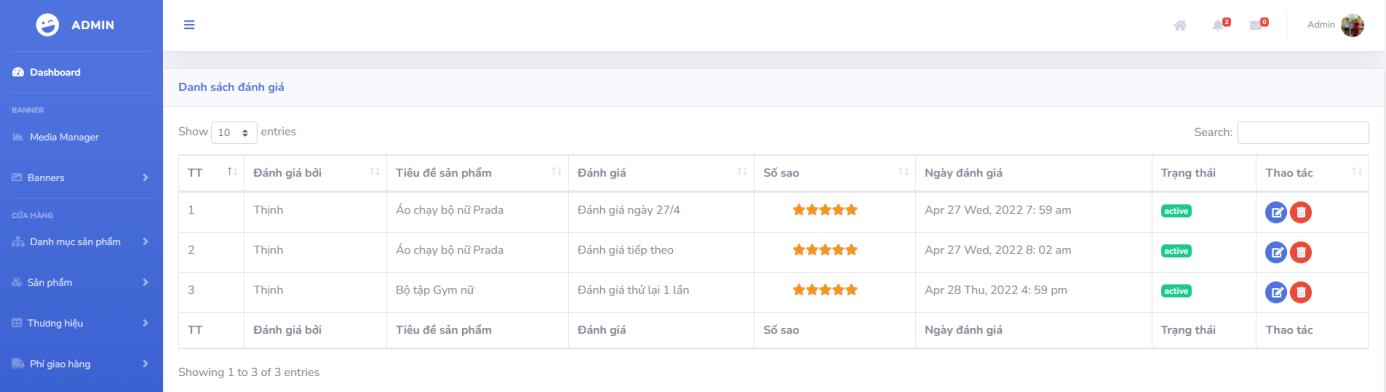 ADMIN
2 0 Admin
Dashboard
BANNER
Media Manager
Banners
CỬA HÀNG
Danh mục sản phẩm
Sản phẩm
Thương hiệu
Phí giao hàng
Danh sách đánh giá
Show 10 entries Search:
TT Đánh giá bởi Tiêu đề sản phẩm Đánh giá Số sao Ngày đánh giá Trạng thái Thao tác
1 Thịnh Áo chạy bộ nữ Prada Đánh giá ngày 27/4 Apr 27 Wed, 2022 7: 59 am active
2 Thịnh Áo chạy bộ nữ Prada Đánh giá tiếp theo Apr 27 Wed, 2022 8: 02 am active
3 Thịnh Bộ tập Gym nữ Đánh giá thử lại 1 lần Apr 28 Thu, 2022 4: 59 pm active
TT Đánh giá bởi Tiêu đề sản phẩm Đánh giá Số sao Ngày đánh giá Trạng thái Thao tác
Showing 1 to 3 of 3 entries